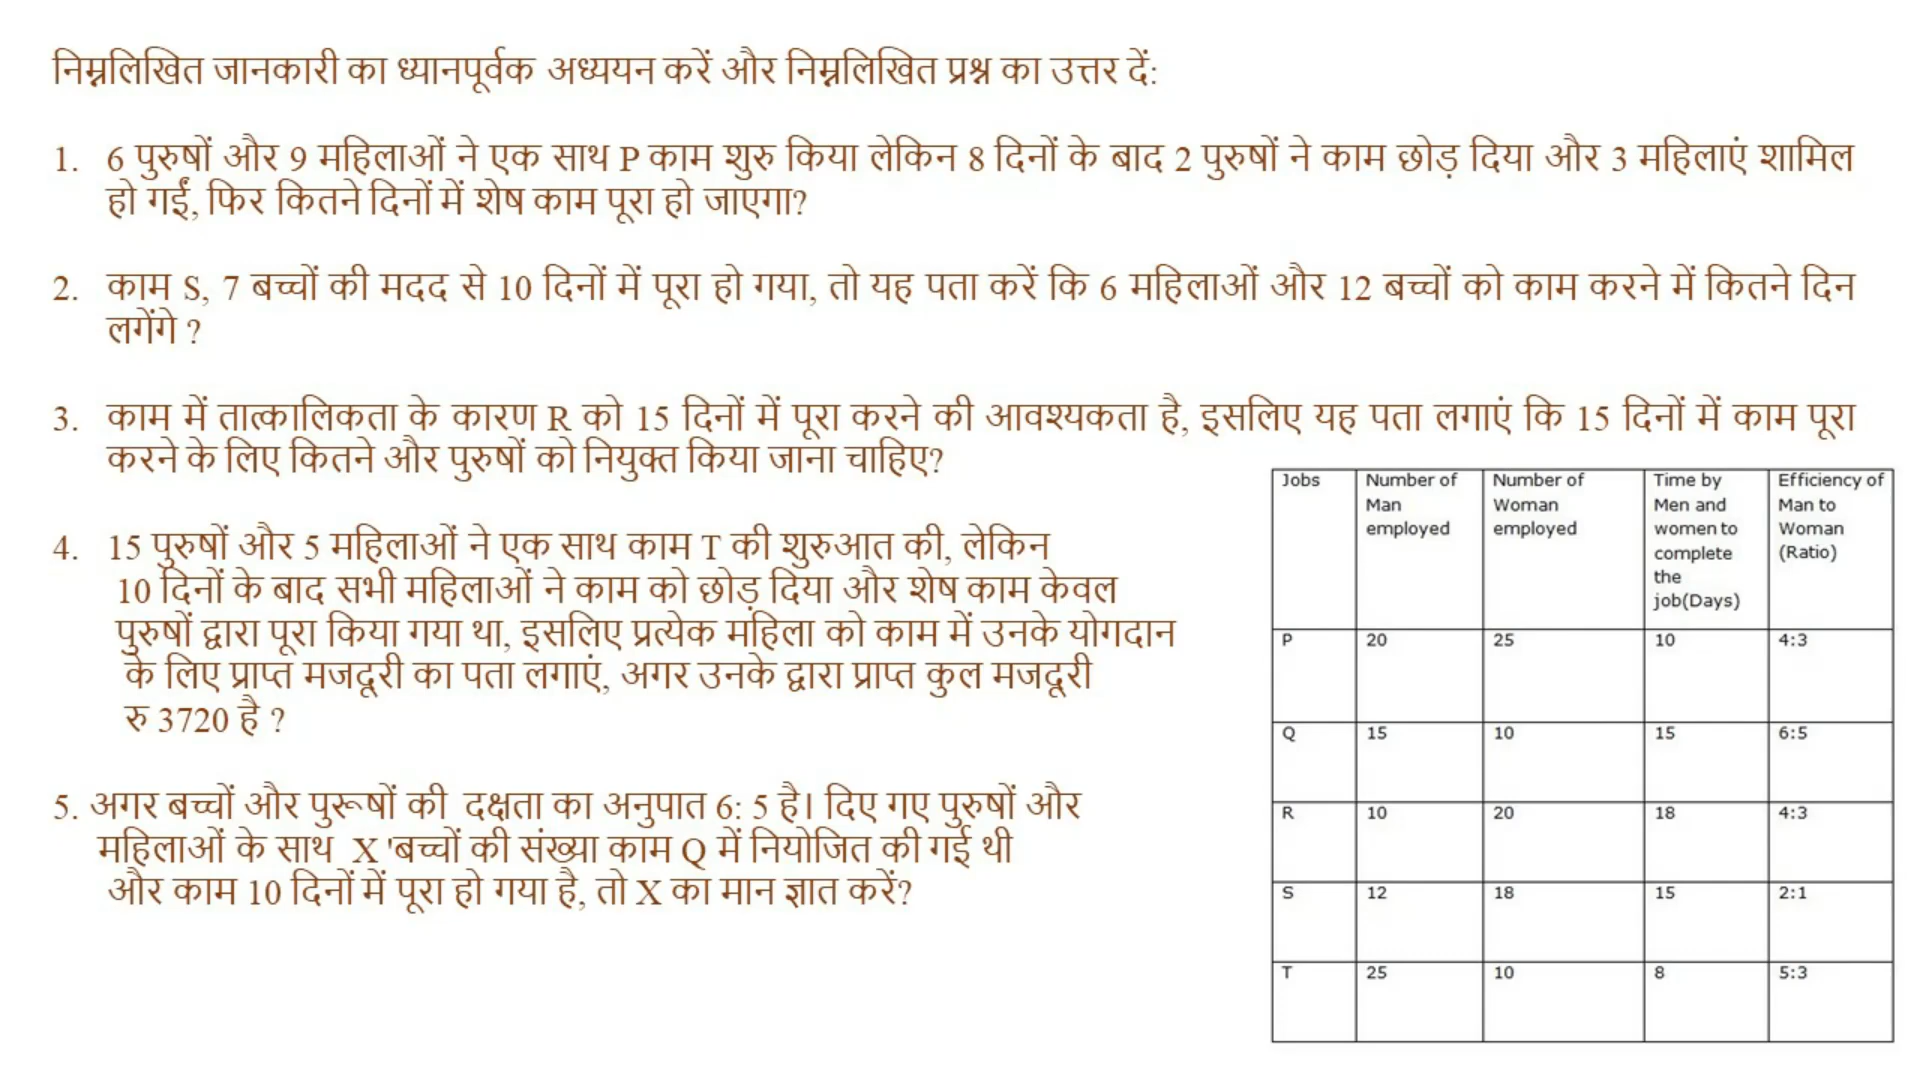 निम्नलिखित जानकारी का ध्यानपूर्वक अध्ययन करें और निम्नलिखित प्रश्न का उत्तर दें:
1. 6 पुरुषों और 9 महिलाओं ने एक साथ P काम शुरु किया लेकिन 8 दिनों के बाद 2 पुरुषों ने काम छोड़ दिया और 3 महिलाएं शामिल
हो गईं, फिर कितने दिनों में शेष काम पूरा हो जाएगा?
2. काम S, 7 बच्चों की मदद से 10 दिनों में पूरा हो गया, तो यह पता करें कि 6 महिलाओं और 12 बच्चों को काम करने में कितने दिन
लगेंगे ?
3. काम में तात्कालिकता के कारण R को 15 दिनों में पूरा करने की आवश्यकता है, इसलिए यह पता लगाएं कि 15 दिनों में काम पूरा
करने के लिए कितने और पुरुषों को नियुक्त किया जाना चाहिए?
4. 15 पुरुषों और 5 महिलाओं ने एक साथ काम T की शुरुआत की, लेकिन
10 दिनों के बाद सभी महिलाओं ने काम को छोड़ दिया और शेष काम केवल
पुरुषों द्वारा पूरा किया गया था, इसलिए प्रत्येक महिला को काम में उनके योगदान
के लिए प्राप्त मजदूरी का पता लगाएं, अगर उनके द्वारा प्राप्त कुल मजदूरी
रु 3720 है ?
5. अगर बच्चों और पुरूषों की दक्षता का अनुपात 6: 5 है। दिए गए पुरुषों और
महिलाओं के साथ X 'बच्चों की संख्या काम Q में नियोजित की गई थी
और काम 10 दिनों में पूरा हो गया है, तो X का मान ज्ञात करें?
Jobs Number of Man employed Number of Woman employed Time by Men and women to complete the job(Days) Efficiency of Man to Woman (Ratio)
P 20 25 10 4:3
Q 15 10 15 6:5
R 10 20 18 4:3
S 12 18 15 2:1
T 25 10 8 5:3